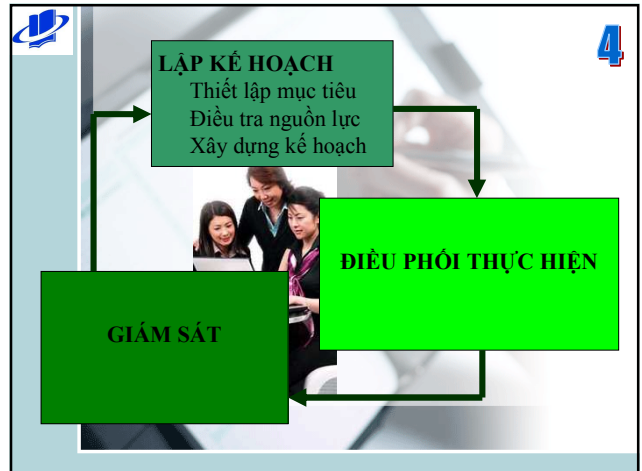 4
LẬP KẾ HOẠCH
Thiết lập mục tiêu
Điều tra nguồn lực
Xây dựng kế hoạch
ĐIỀU PHỐI THỰC HIỆN
GIÁM SÁT